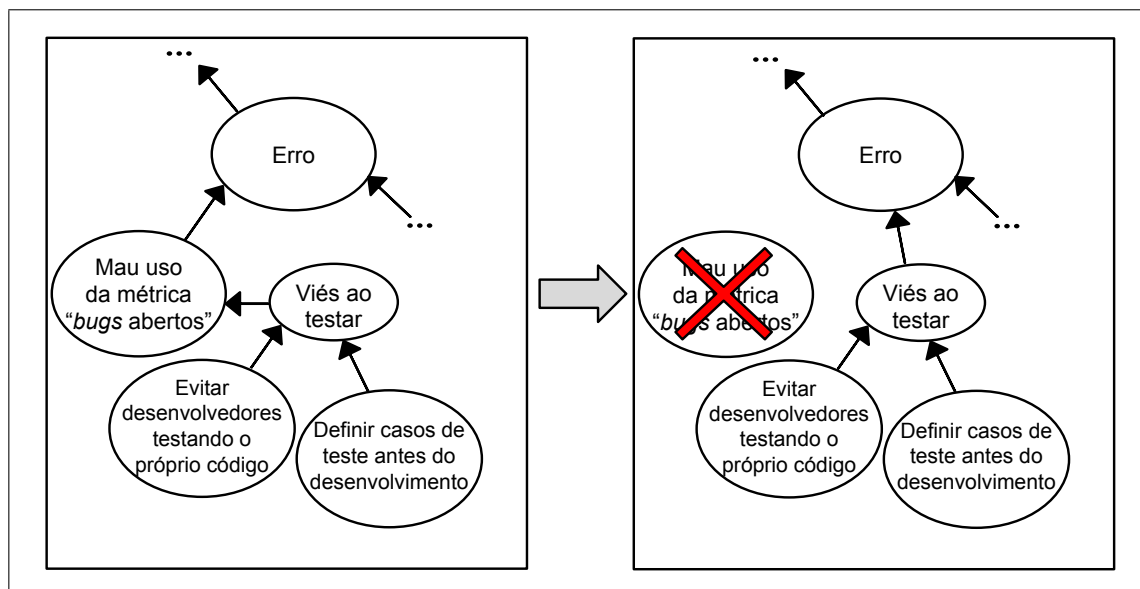 ...
Erro
...
Mau uso
da métrica
“bugs abertos”
Viés ao
testar
Evitar
desenvolvedores
testando o
próprio código
Definir casos de
teste antes do
desenvolvimento
...
Erro
...
Mau uso
da métrica
“bugs abertos”
Viés ao
testar
Evitar
desenvolvedores
testando o
próprio código
Definir casos de
teste antes do
desenvolvimento